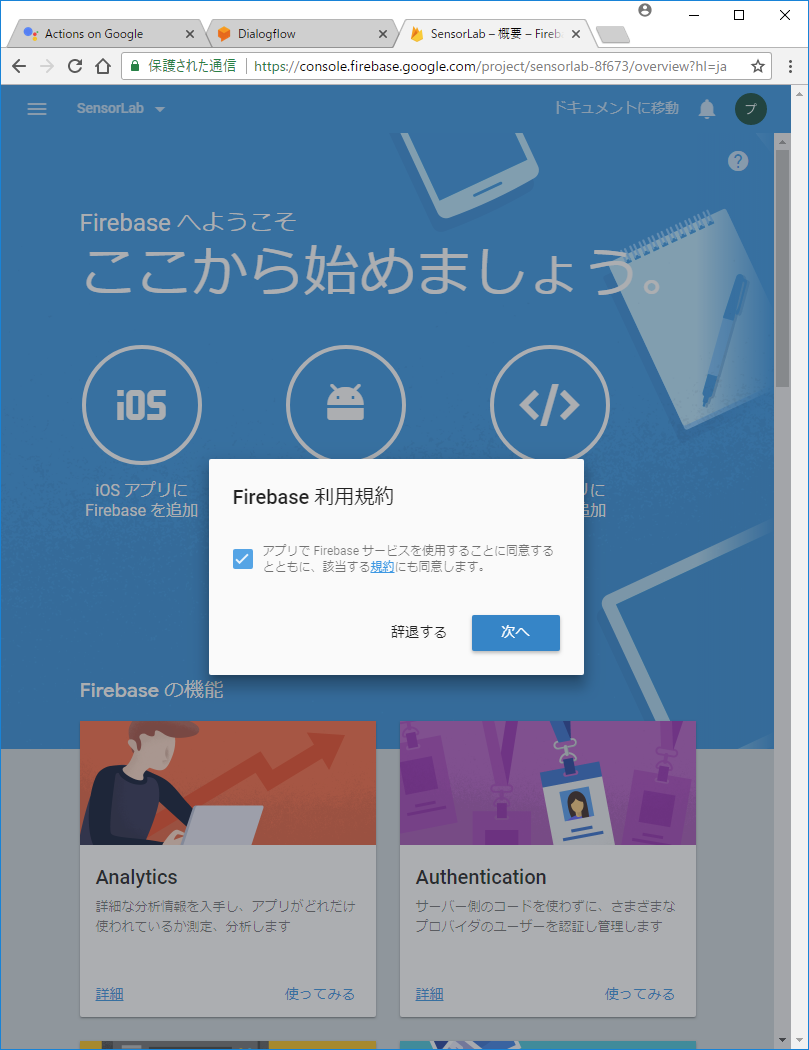 Actions on Google
Dialogflow
SensorLab – 概要 – Fireb
保護された通信
https://console.firebase.google.com/project/sensorlab-8f673/overview?hl=ja
SensorLab
ドキュメントに移動
プ
?
Firebase へようこそ
ここから始めましょう。
iOS
</>
iOS アプリに
Firebase を追加
リに
追加
Firebase 利用規約
アプリで Firebase サービスを使用することに同意する
とともに、該当する規約にも同意します。
辞退する
次へ
Firebase の機能
Analytics
詳細な分析情報を入手し、アプリがどれだけ
使われているか測定、分析します
詳細
使ってみる
Authentication
サーバー側のコードを使わずに、さまざまな
プロバイダのユーザーを認証し管理します
詳細
使ってみる